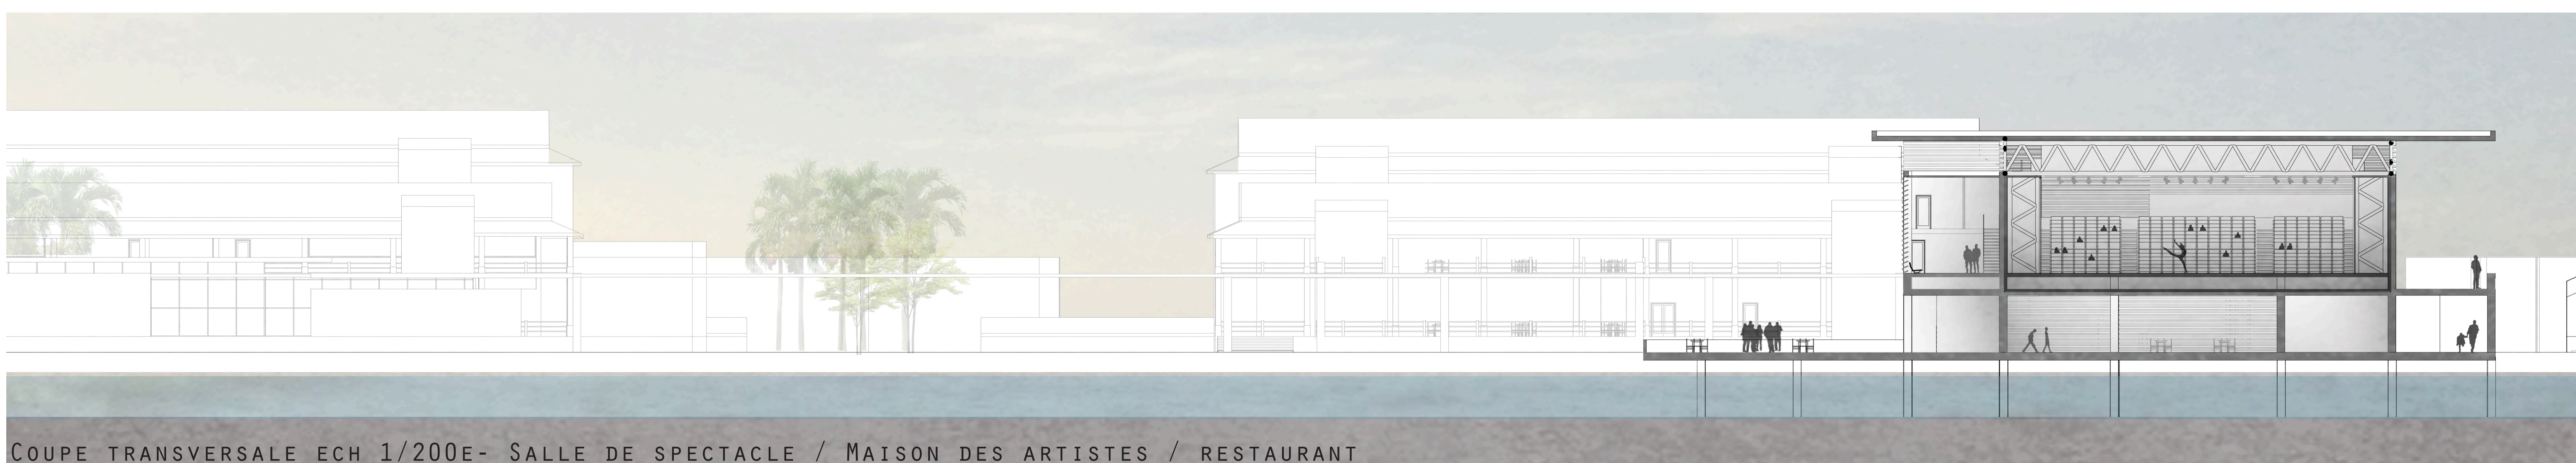 Coupe transversale ech 1/200e- Salle de spectacle / Maison des artistes / restaurant